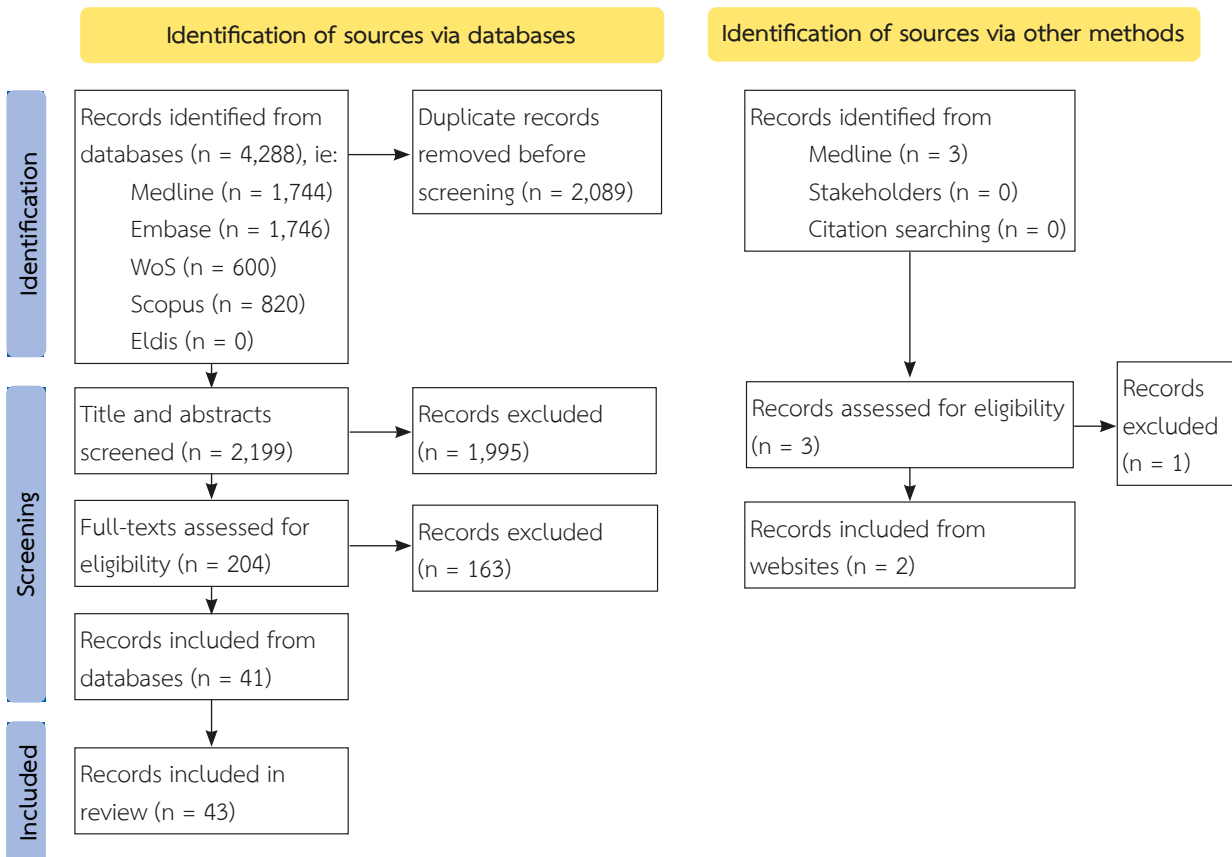 Identification of sources via databases
Identification of sources via other methods
Identification
Records identified from
databases (n = 4,288), ie:
Medline (n = 1,744)
Embase (n = 1,746)
WoS (n = 600)
Scopus (n = 820)
Eldis (n = 0)
Duplicate records
removed before
screening (n = 2,089)
Records identified from
Medline (n = 3)
Stakeholders (n = 0)
Citation searching (n = 0)
Screening
Title and abstracts
screened (n = 2,199)
Records excluded
(n = 1,995)
Records assessed for eligibility
(n = 3)
Records
excluded
(n = 1)
Full-texts assessed for
eligibility (n = 204)
Records excluded
(n = 163)
Records included from
websites (n = 2)
Records included from
databases (n = 41)
Included
Records included in
review (n = 43)